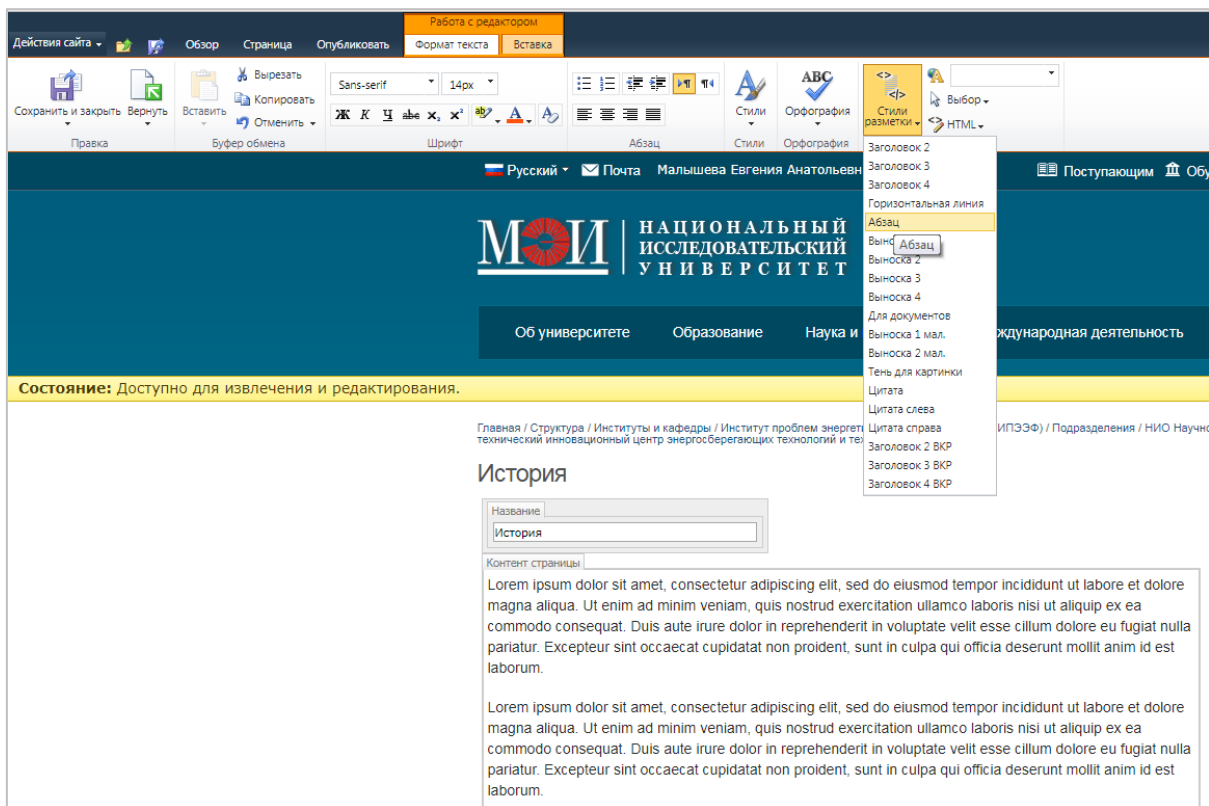 Работа с редактором
Действия сайта Обзор Страница Опубликовать Формат текста Вставка
Сохранить и закрыть Вернуть
Правка
Вставить Вырезать
Копировать
Отменить
Буфер обмена
Sans-serif 14px
Ж К Ч abc x₂ x² ab A A
Шрифт
Абзац
Стили
Стили
ABC
Орфография
Орфография
Стили разметки
Выбор
HTML
Русский Почта Малышева Евгения Анатольевн Поступающим Обу
МЭИ
НАЦИОНАЛЬНЫЙ
ИССЛЕДОВАТЕЛЬСКИЙ
УНИВЕРСИТЕТ
Об университете Образование Наука и ждународная деятельность
Заголовок 2
Заголовок 3
Заголовок 4
Горизонтальная линия
Абзац
Вынс Абзац
Выноска 2
Выноска 3
Выноска 4
Для документов
Выноска 1 мал.
Выноска 2 мал.
Тень для картинки
Цитата
Цитата слева
Цитата справа
Заголовок 2 ВКР
Заголовок 3 ВКР
Заголовок 4 ВКР
Состояние: Доступно для извлечения и редактирования.
Главная / Структура / Институты и кафедры / Институт проблем энергет ИПЭЭФ) / Подразделения / НИО Научно
технический инновационный центр энергосберегающих технологий и те
История
Название
История
Контент страницы
Lorem ipsum dolor sit amet, consectetur adipiscing elit, sed do eiusmod tempor incididunt ut labore et dolore
magna aliqua. Ut enim ad minim veniam, quis nostrud exercitation ullamco laboris nisi ut aliquip ex ea
commodo consequat. Duis aute irure dolor in reprehenderit in voluptate velit esse cillum dolore eu fugiat nulla
pariatur. Excepteur sint occaecat cupidatat non proident, sunt in culpa qui officia deserunt mollit anim id est
laborum.
Lorem ipsum dolor sit amet, consectetur adipiscing elit, sed do eiusmod tempor incididunt ut labore et dolore
magna aliqua. Ut enim ad minim veniam, quis nostrud exercitation ullamco laboris nisi ut aliquip ex ea
commodo consequat. Duis aute irure dolor in reprehenderit in voluptate velit esse cillum dolore eu fugiat nulla
pariatur. Excepteur sint occaecat cupidatat non proident, sunt in culpa qui officia deserunt mollit anim id est
laborum.